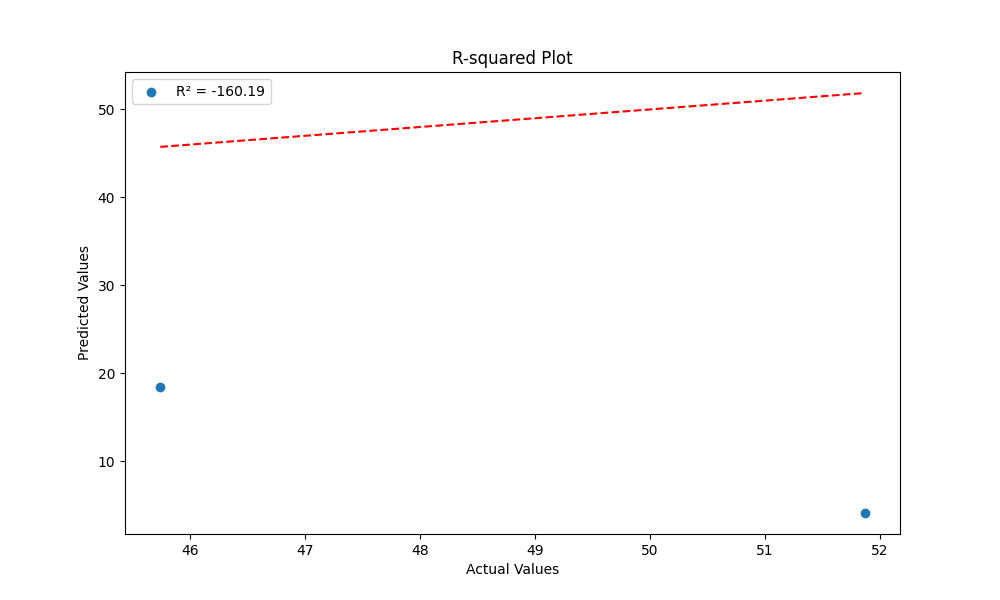 R-squared Plot
R² = -160.19
50
40
30
20
10
Predicted Values
46 47 48 49 50 51 52
Actual Values